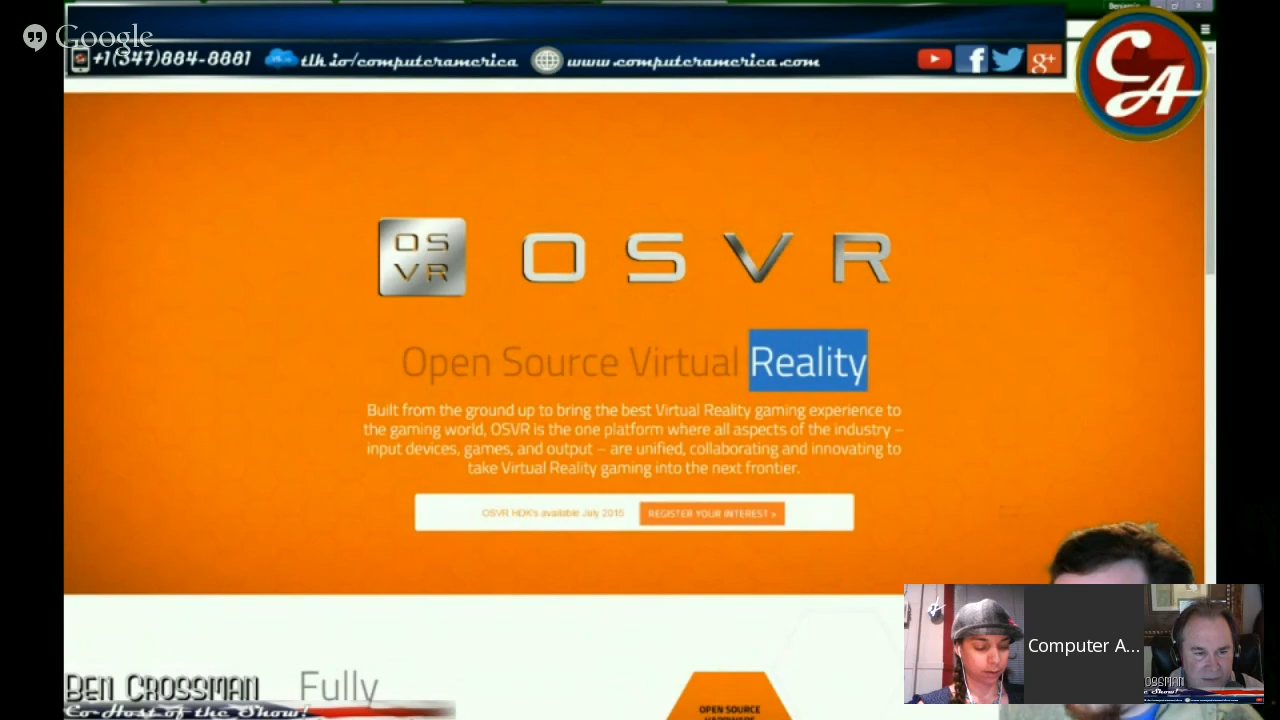 Benjamin
Google
+1(347)884-8881
tlk.io/computeramerica
www.computeramerica.com
f
g+
CA
OS
VR
OSVR
Open Source Virtual Reality
Built from the ground up to bring the best Virtual Reality gaming experience to
the gaming world, OSVR is the one platform where all aspects of the industry –
input devices, games, and output – are unified, collaborating and innovating to
take Virtual Reality gaming into the next frontier.
OSVR HDK's available July 2015
REGISTER YOUR INTEREST >
Computer A...
BEN CROSSMAN
Co-Host of the Show!
Fully
OPEN SOURCE
HARDWARE